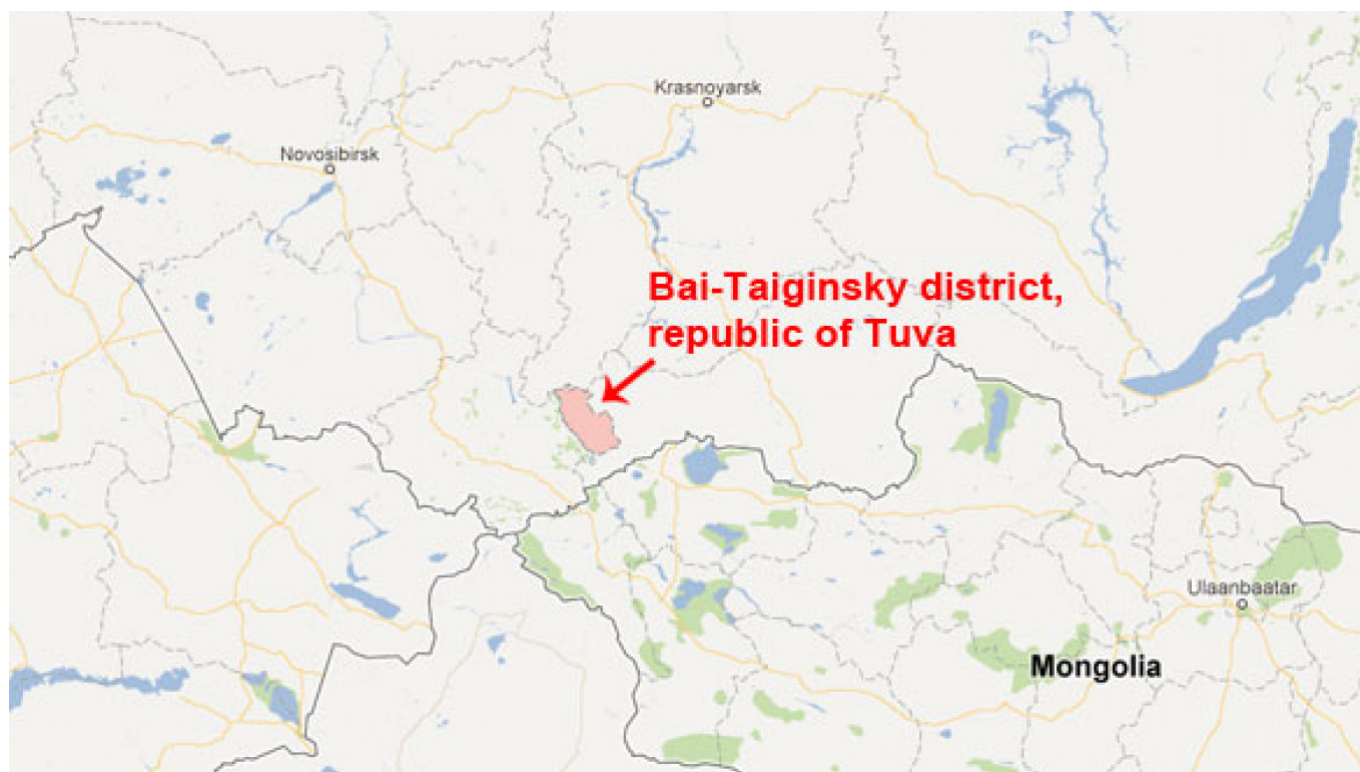 Krasnoyarsk
Novosibirsk
Bai-Taiginsky district,
republic of Tuva
Ulaanbaatar
Mongolia